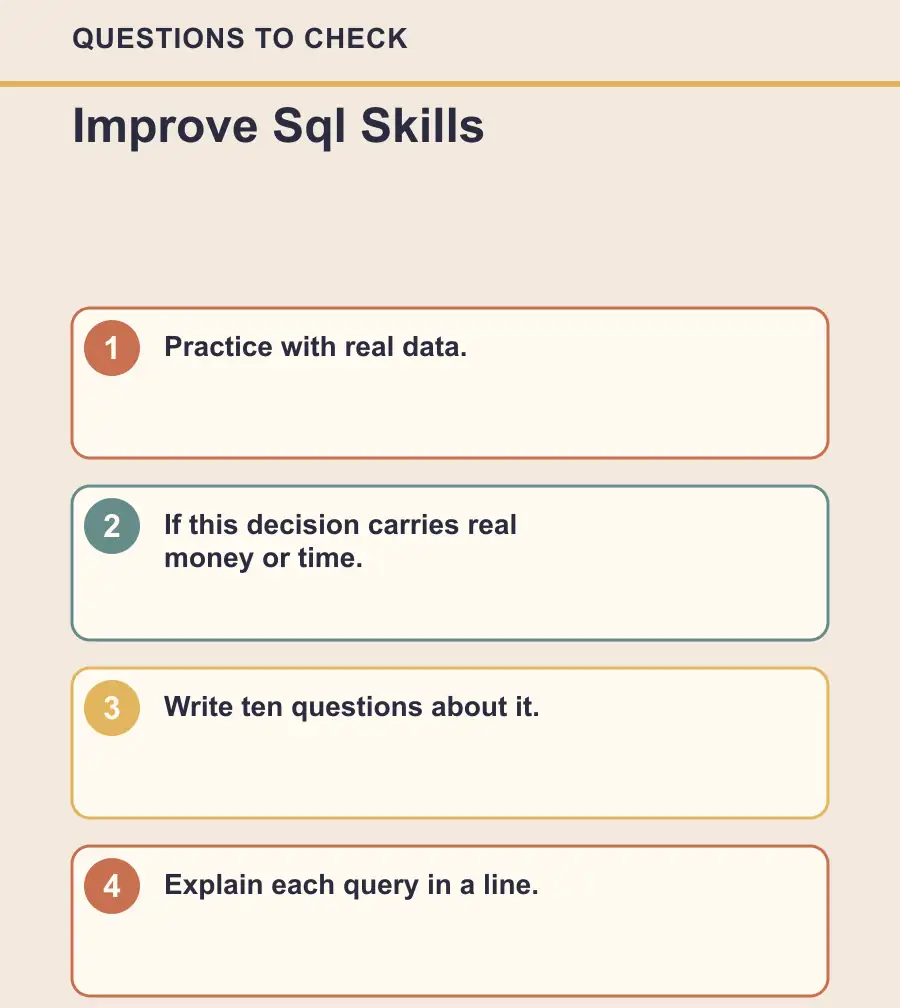 QUESTIONS TO CHECK
Improve Sql Skills
1 Practice with real data.
2 If this decision carries real
money or time.
3 Write ten questions about it.
4 Explain each query in a line.